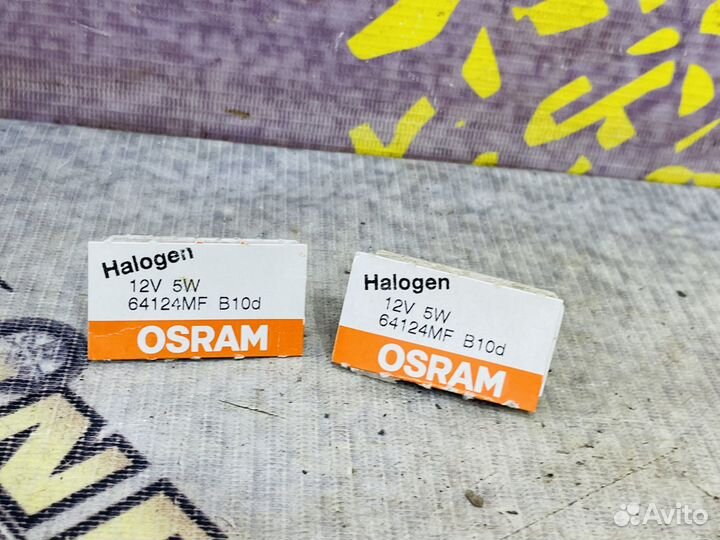 Halogen
12V 5W
64124MF B10d
OSRAM
Halogen
12V 5W
64124MF B10d
OSRAM
Avito